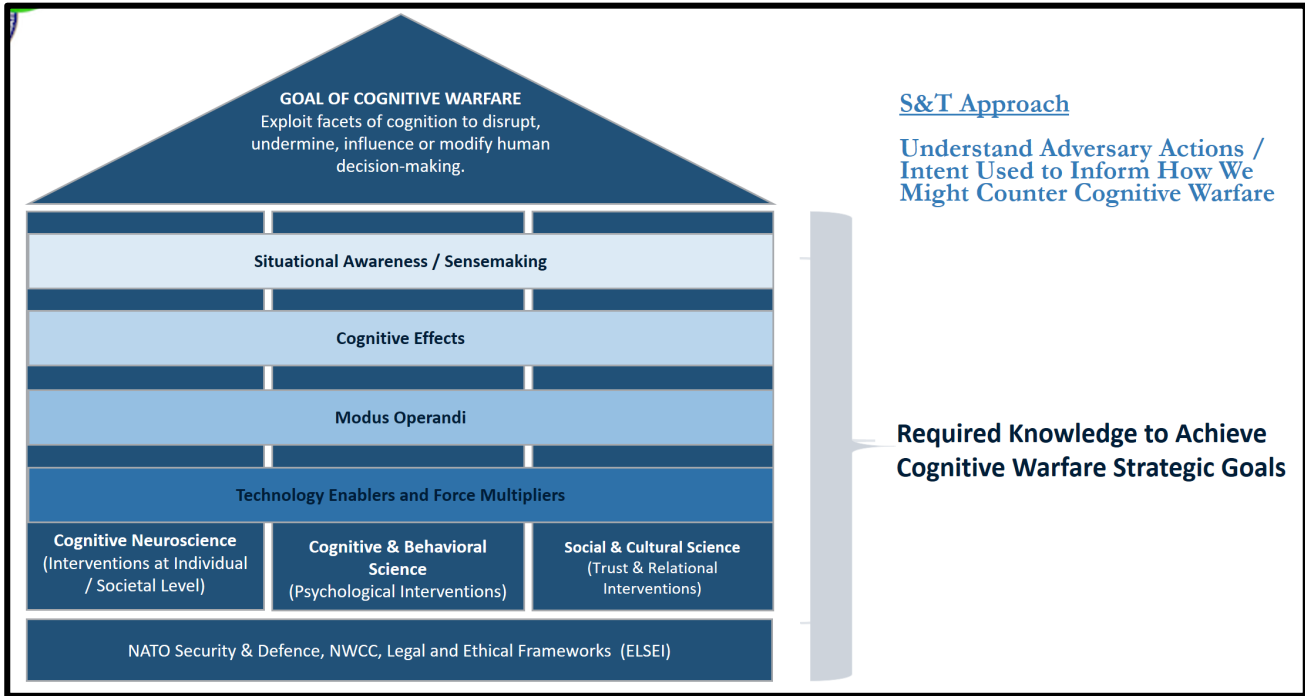 GOAL OF COGNITIVE WARFARE
Exploit facets of cognition to disrupt,
undermine, influence or modify human
decision-making.
S&T Approach
Understand Adversary Actions /
Intent Used to Inform How We
Might Counter Cognitive Warfare
Situational Awareness / Sensemaking
Cognitive Effects
Modus Operandi
Technology Enablers and Force Multipliers
Required Knowledge to Achieve
Cognitive Warfare Strategic Goals
Cognitive Neuroscience
(Interventions at Individual
/ Societal Level)
Cognitive & Behavioral
Science
(Psychological Interventions)
Social & Cultural Science
(Trust & Relational
Interventions)
NATO Security & Defence, NWCC, Legal and Ethical Frameworks (ELSEI)